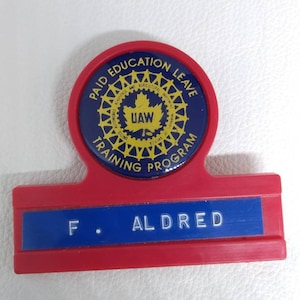 PAID EDUCATION LEAVE
UAW
TRAINING PROGRAM
F. ALDRED